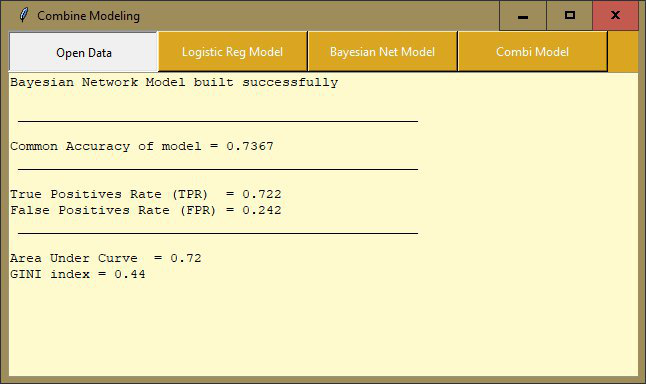 Combine Modeling
Open Data Logistic Reg Model Bayesian Net Model Combi Model
Bayesian Network Model built successfully
Common Accuracy of model = 0.7367
True Positives Rate (TPR)  = 0.722
False Positives Rate (FPR) = 0.242
Area Under Curve  = 0.72
GINI index = 0.44